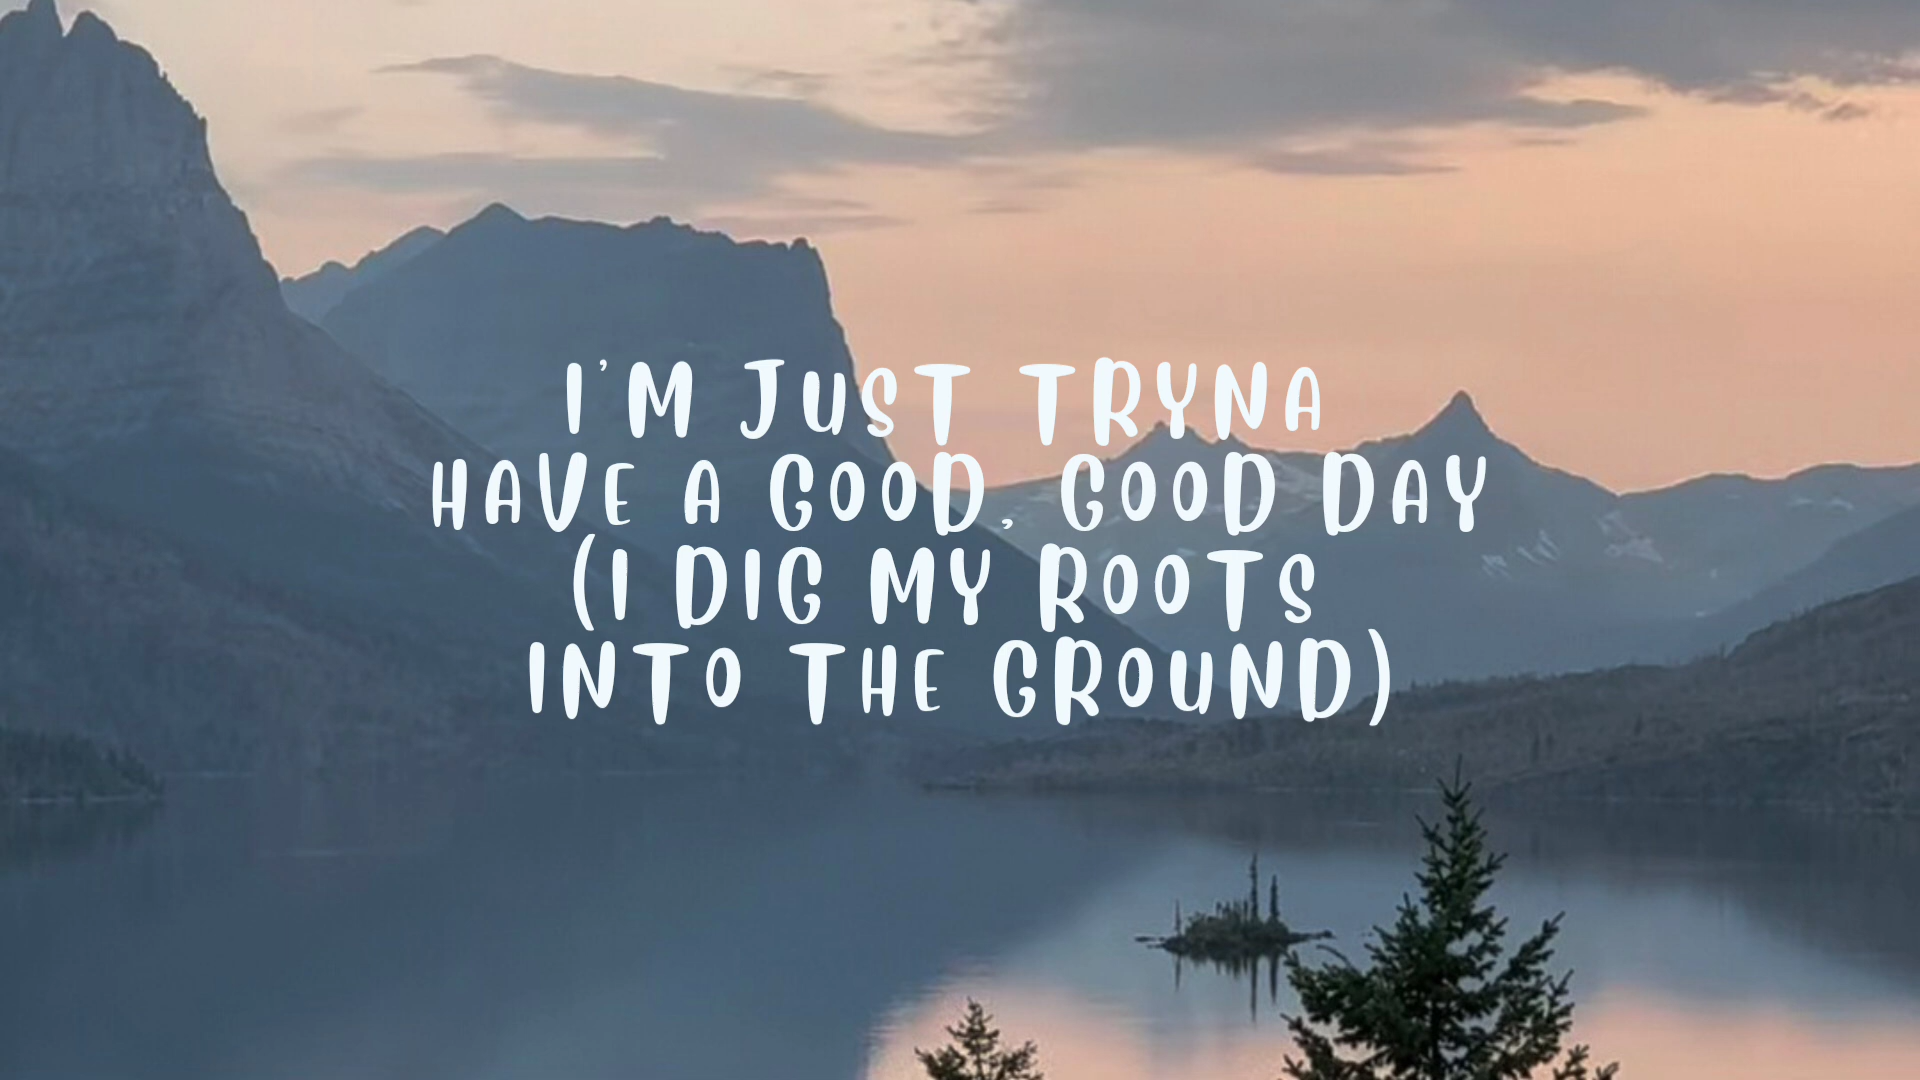 I'M JUST TRYNA
HAVE A GOOD, GOOD DAY
(I DIG MY ROOTS
INTO THE GROUND)